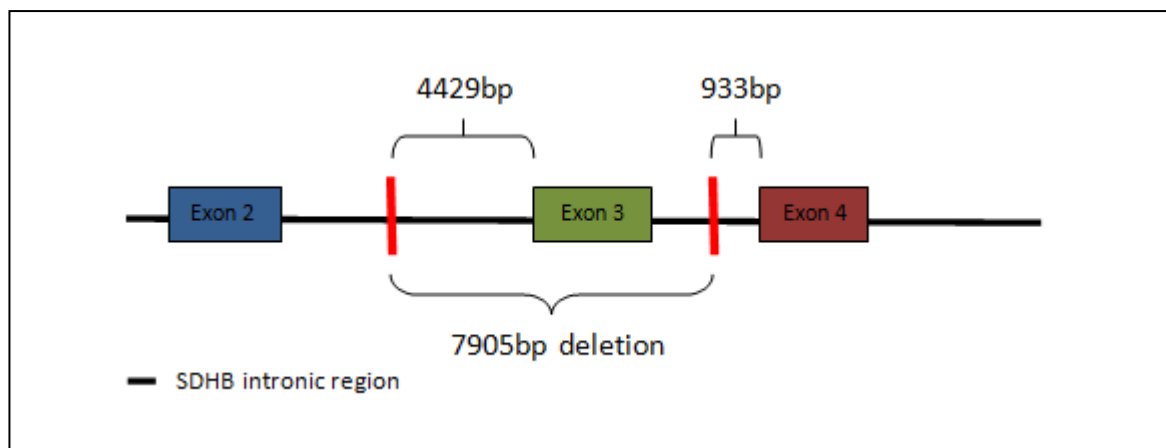 4429bp 933bp
Exon 2 Exon 3 Exon 4
7905bp deletion
SDHB intronic region